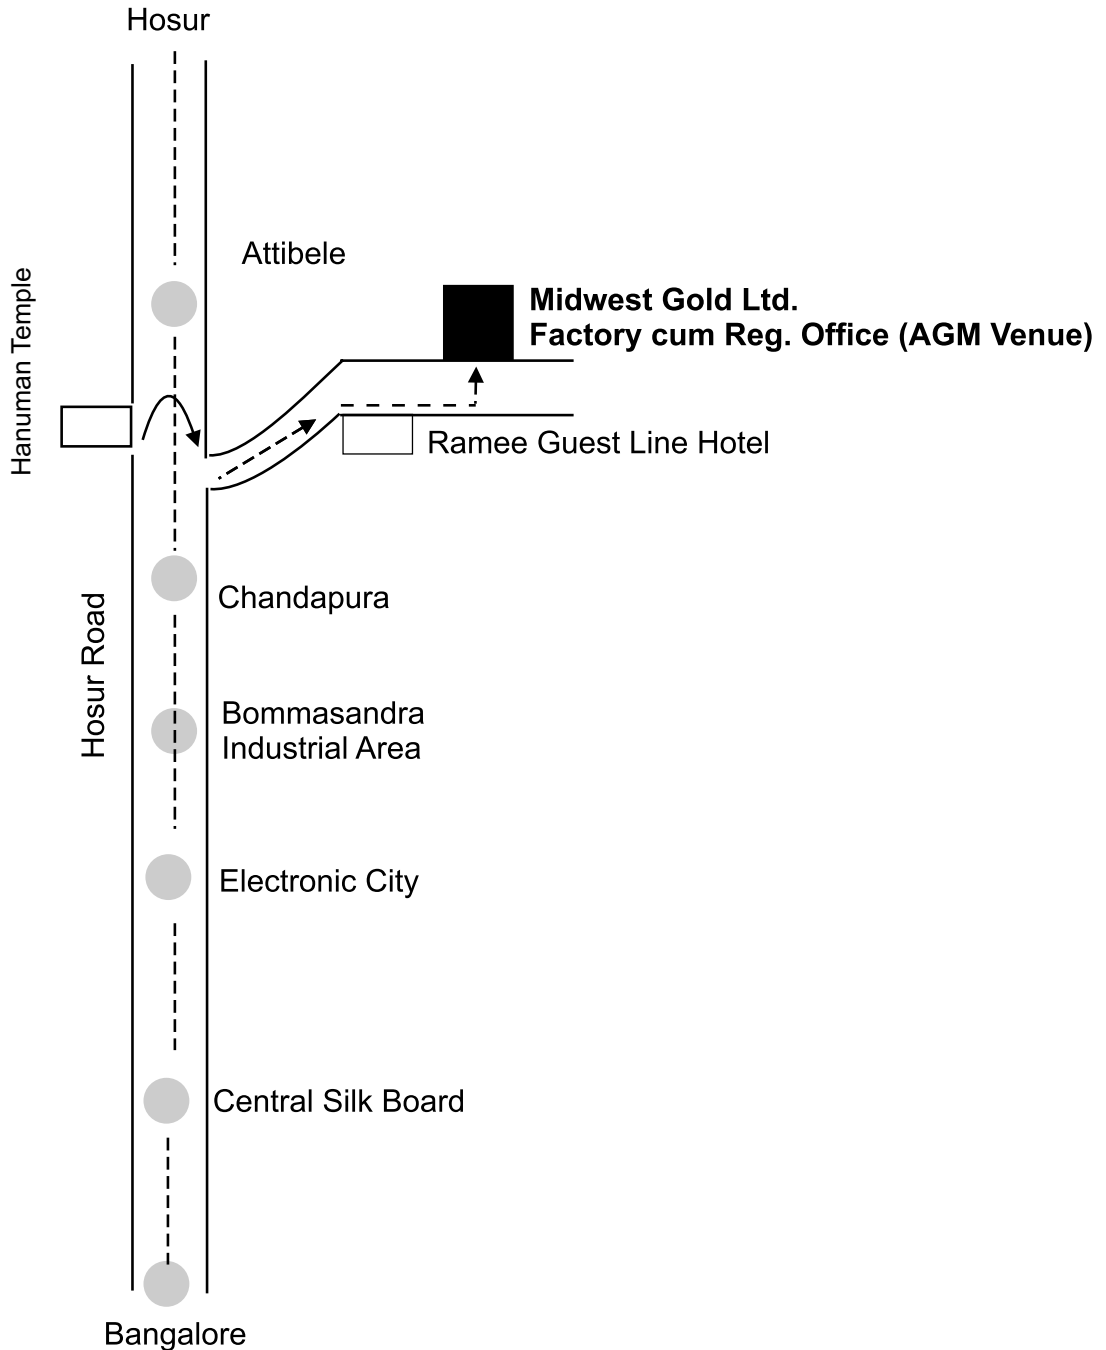 Hosur
Attibele
Hanuman Temple
Midwest Gold Ltd.
Factory cum Reg. Office (AGM Venue)
Ramee Guest Line Hotel
Chandapura
Hosur Road
Bommasandra
Industrial Area
Electronic City
Central Silk Board
Bangalore